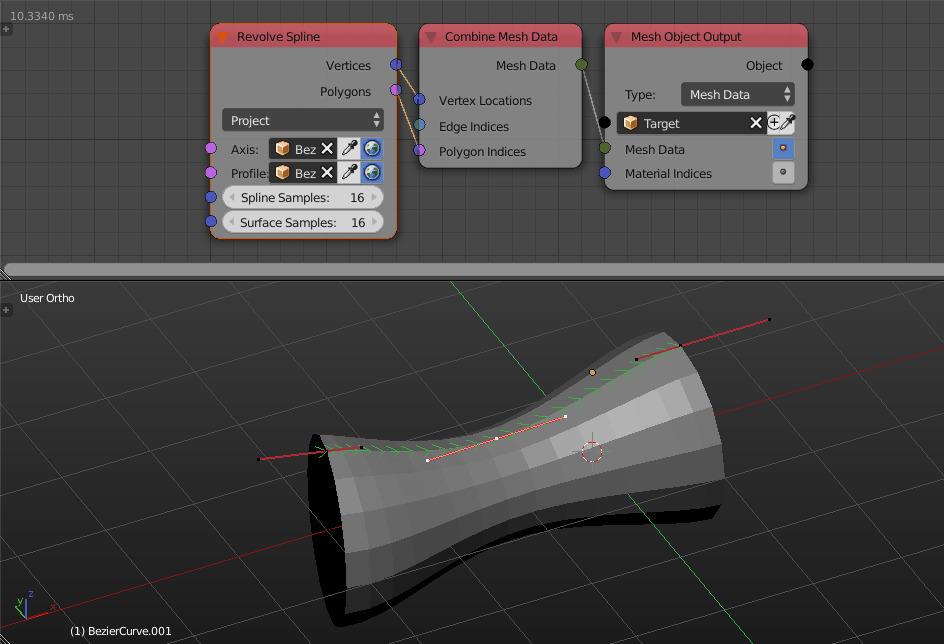 10.3340 ms
Revolve Spline
Vertices
Polygons
Project
Axis: Bez
Profile: Bez
Spline Samples: 16
Surface Samples: 16
Combine Mesh Data
Mesh Data
Vertex Locations
Edge Indices
Polygon Indices
Mesh Object Output
Object
Type: Mesh Data
Target
Mesh Data
Material Indices
User Ortho
z
y
x
(1) BezierCurve.001